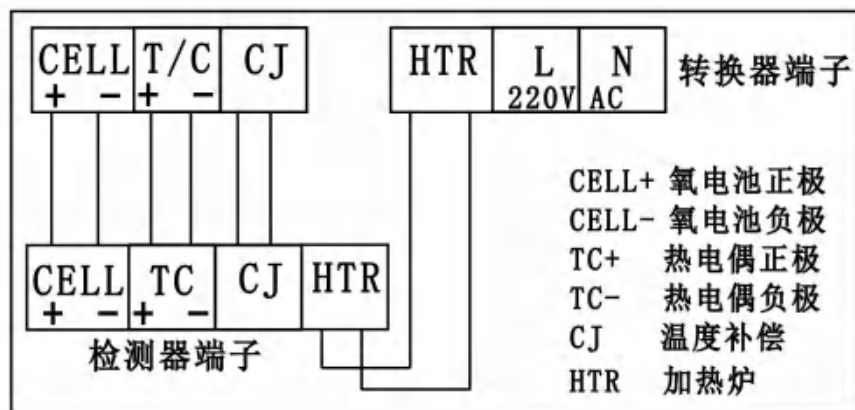 CELL T/C CJ HTR L N 转换器端子
+ - + - 220V AC
CELL+ 氧电池正极
CELL- 氧电池负极
TC+ 热电偶正极
TC- 热电偶负极
CJ 温度补偿
HTR 加热炉
CELL TC CJ HTR
+ - + -
检测器端子